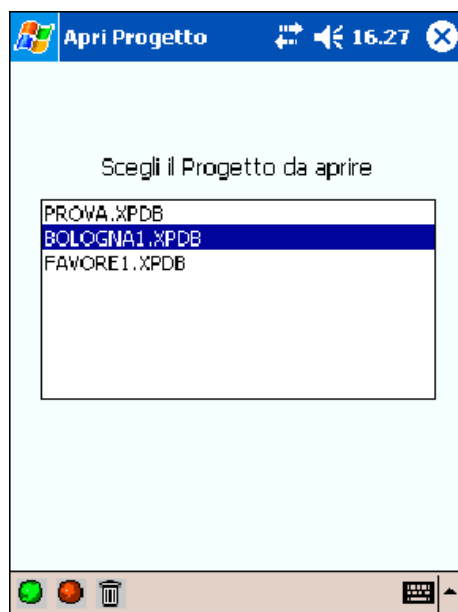 Apri Progetto 16.27
Scegli il Progetto da aprire
PROVA.XPDB
BOLOGNA1.XPDB
FAVORE1.XPDB